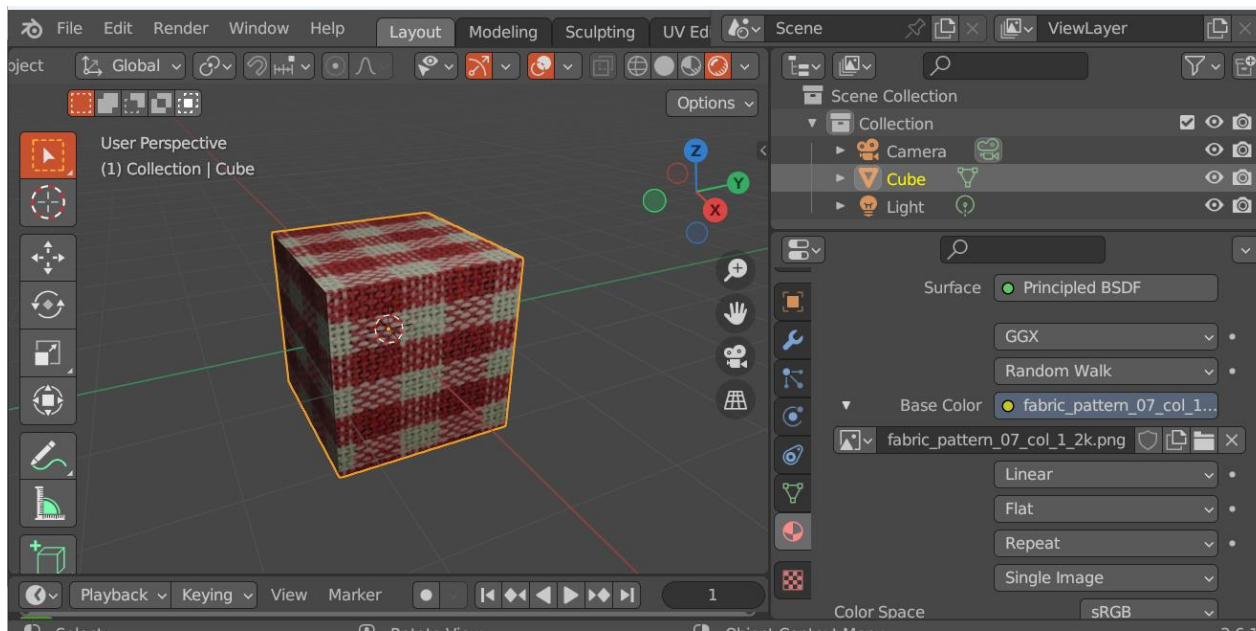 File Edit Render Window Help Layout Modeling Sculpting UV Edi Scene ViewLayer
oject Global
Options
User Perspective
(1) Collection | Cube
Z
Y
X
Scene Collection
Collection
Camera
Cube
Light
Surface Principled BSDF
GGX
Random Walk
Base Color fabric_pattern_07_col_1...
fabric_pattern_07_col_1_2k.png
Linear
Flat
Repeat
Single Image
Color Space sRGB
Playback Keying View Marker 1